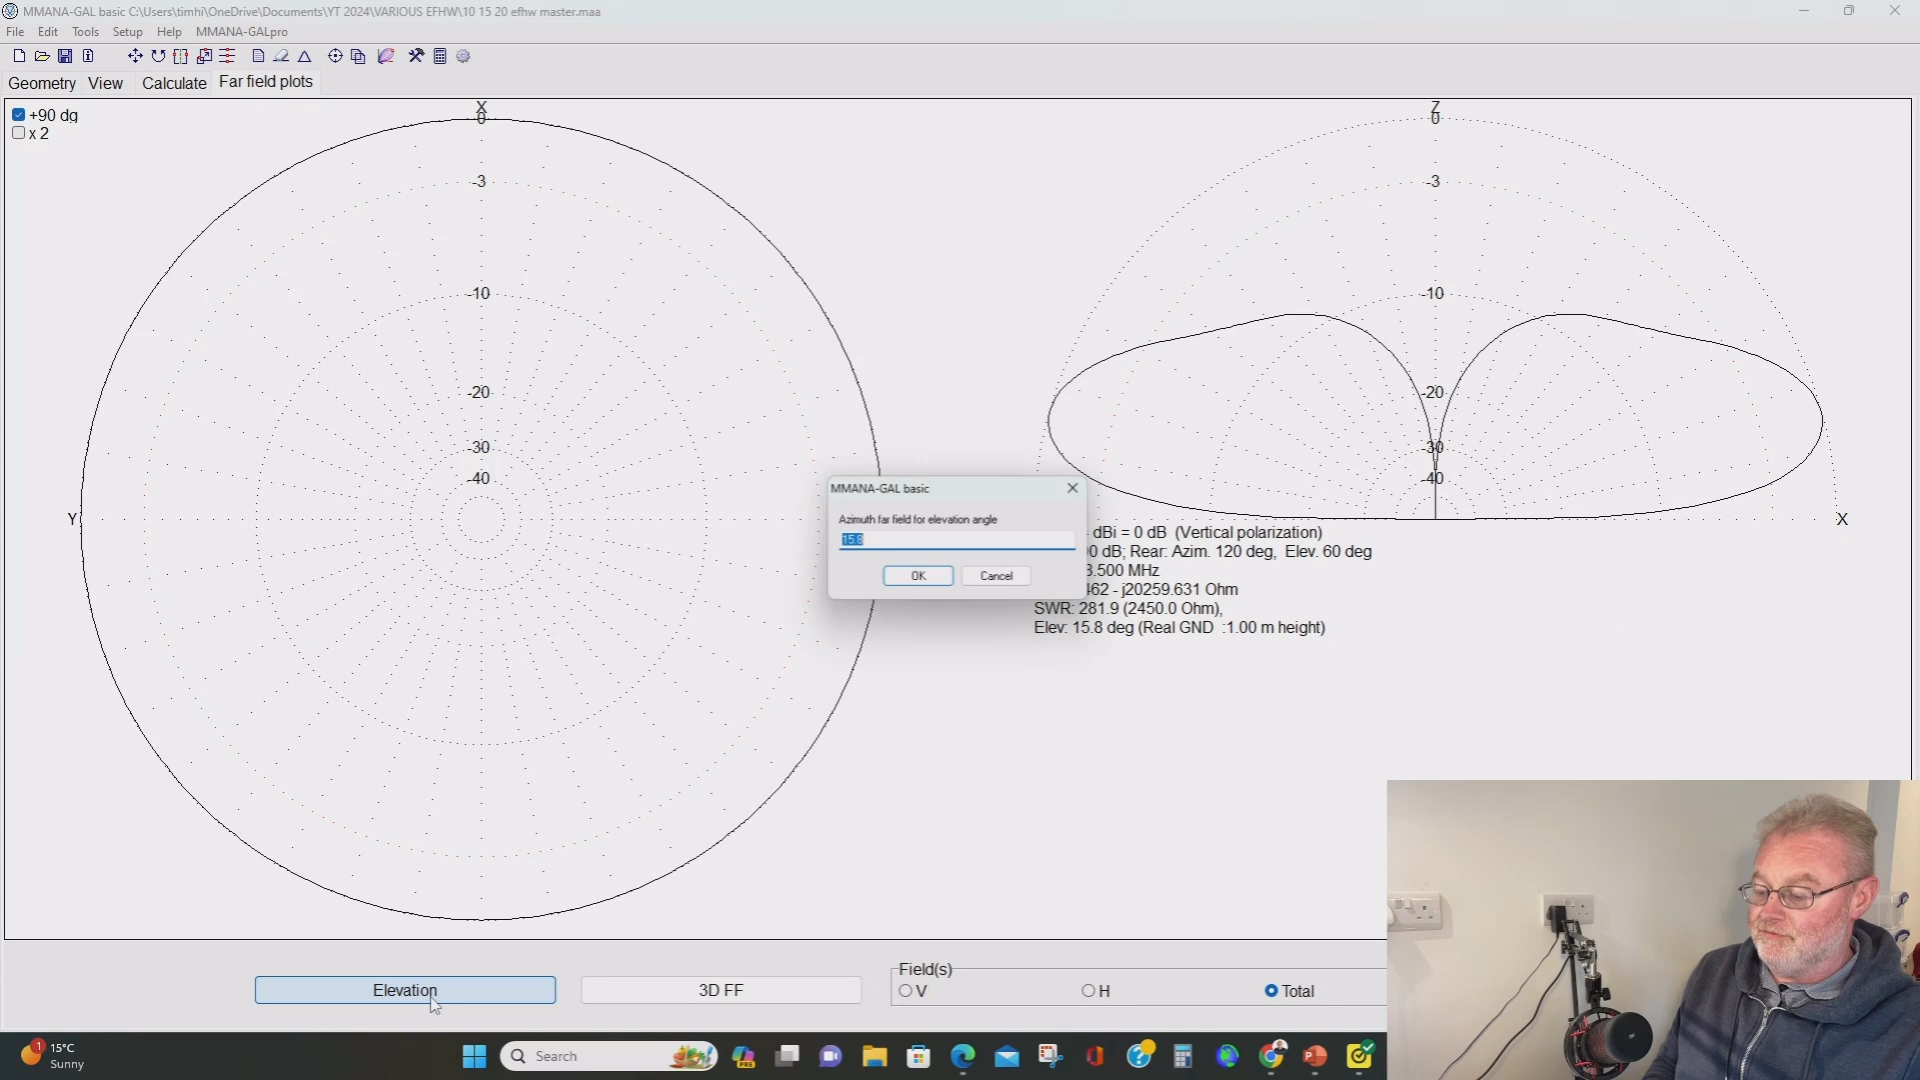 MMANA-GAL basic C:\Users\timhi\OneDrive\Documents\YT 2024\VARIOUS EFHW\10 15 20 efhw master.maa
File Edit Tools Setup Help MMANA-GALpro
Geometry View Calculate Far field plots
+90 dg
x 2
X
0
-3
-10
-20
-30
-40
Y
Z
0
-3
-10
-20
-30
-40
X
MMANA-GAL basic
Azimuth far field for elevation angle
15.8
OK Cancel
dBi = 0 dB (Vertical polarization)
0 dB; Rear: Azim. 120 deg, Elev. 60 deg
3.500 MHz
462 - j20259.631 Ohm
SWR: 281.9 (2450.0 Ohm),
Elev: 15.8 deg (Real GND :1.00 m height)
Elevation
3D FF
Field(s)
V
H
Total
1
15°C
Sunny
Search
PRE